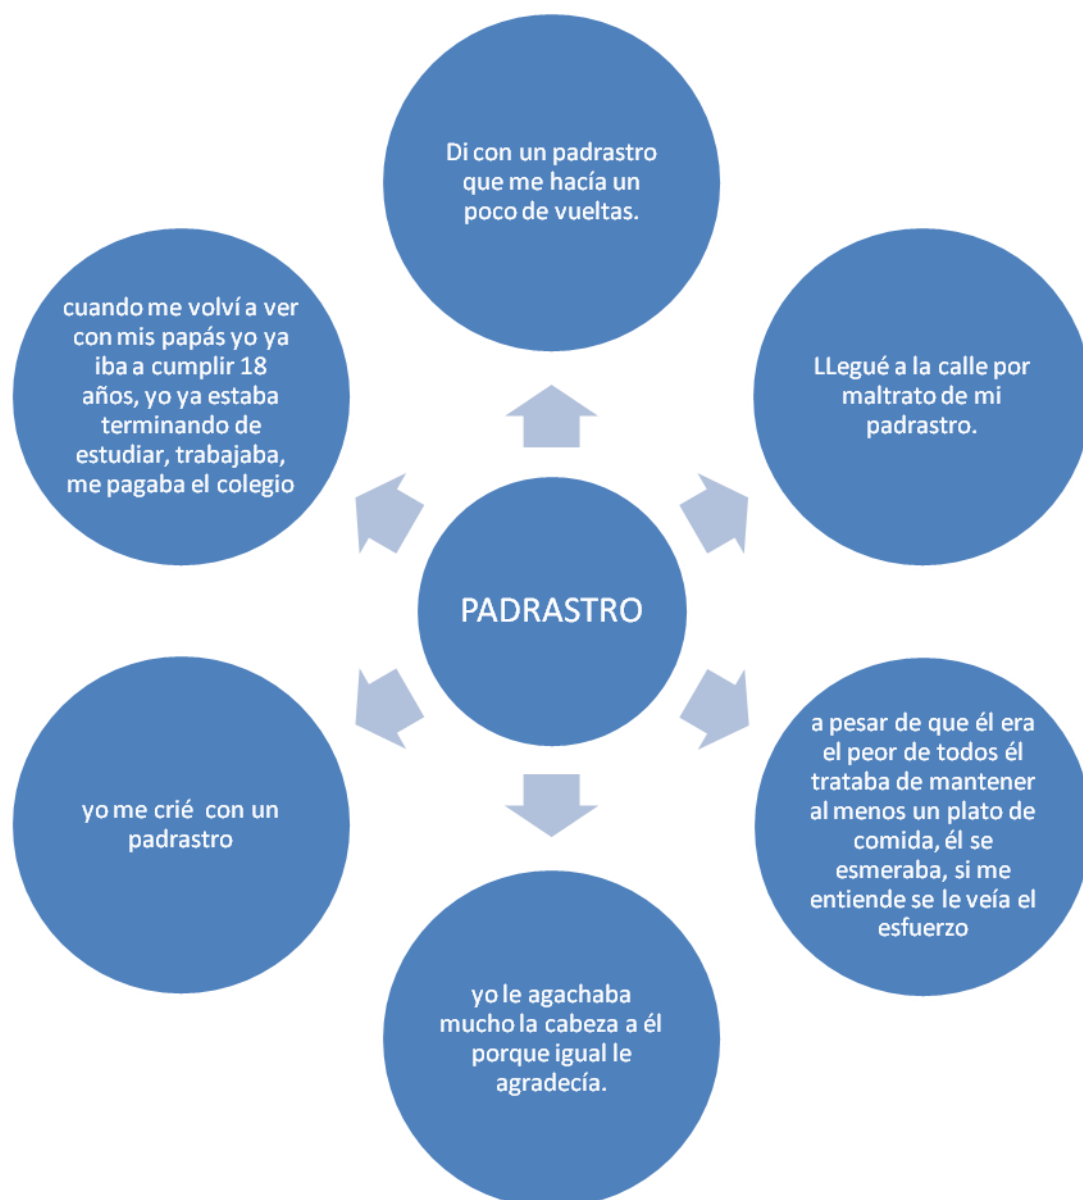 Di con un padrastro
que me hacía un
poco de vueltas.
cuando me volví a ver
con mis papás yo ya
iba a cumplir 18
años, yo ya estaba
terminando de
estudiar, trabajaba,
me pagaba el colegio
LLegué a la calle por
maltrato de mi
padrastro.
PADRASTRO
yo me crié con un
padrastro
a pesar de que él era
el peor de todos él
trataba de mantener
al menos un plato de
comida, él se
esmeraba, si me
entiende se le veía el
esfuerzo
yo le agachaba
mucho la cabeza a él
porque igual le
agradecía.